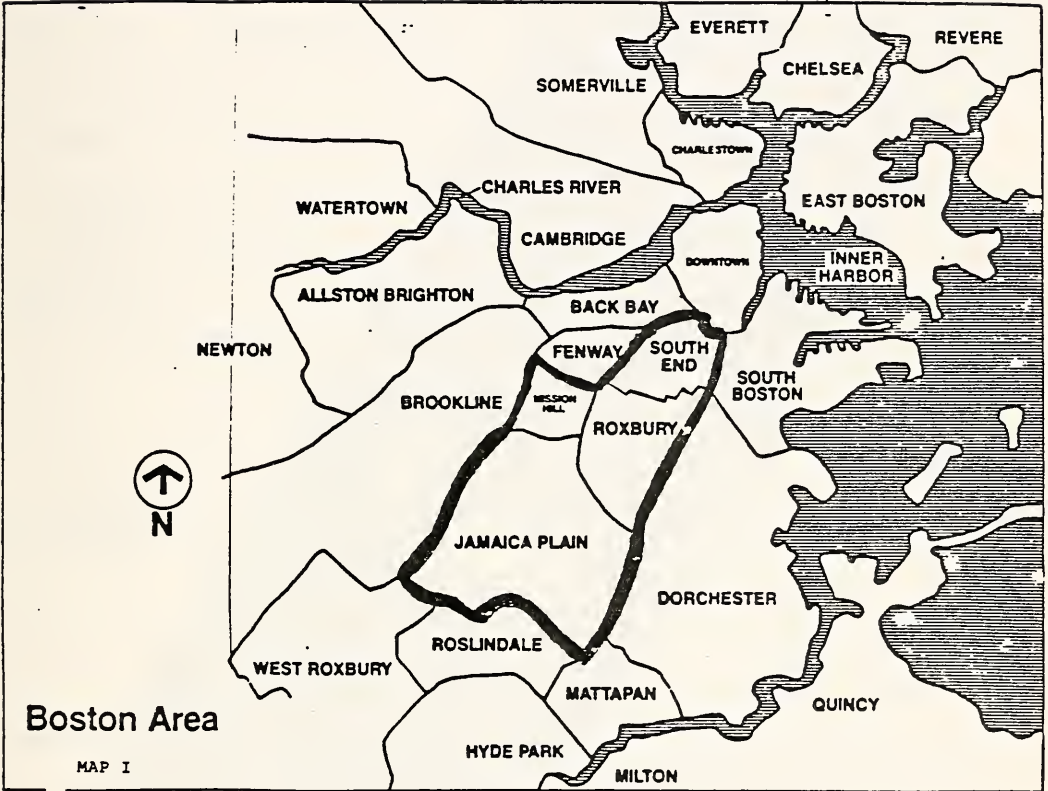 EVERETT
REVERE
CHELSEA
SOMERVILLE
CHARLESTOWN
CHARLES RIVER
WATERTOWN
EAST BOSTON
CAMBRIDGE
DOWNTOWN
INNER
HARBOR
ALLSTON BRIGHTON
BACK BAY
NEWTON
FENWAY
SOUTH
END
SOUTH
BOSTON
BROOKLINE
MISSION
HILL
ROXBURY
N
JAMAICA PLAIN
DORCHESTER
ROSLINDALE
WEST ROXBURY
MATTAPAN
QUINCY
Boston Area
HYDE PARK
MAP I
MILTON